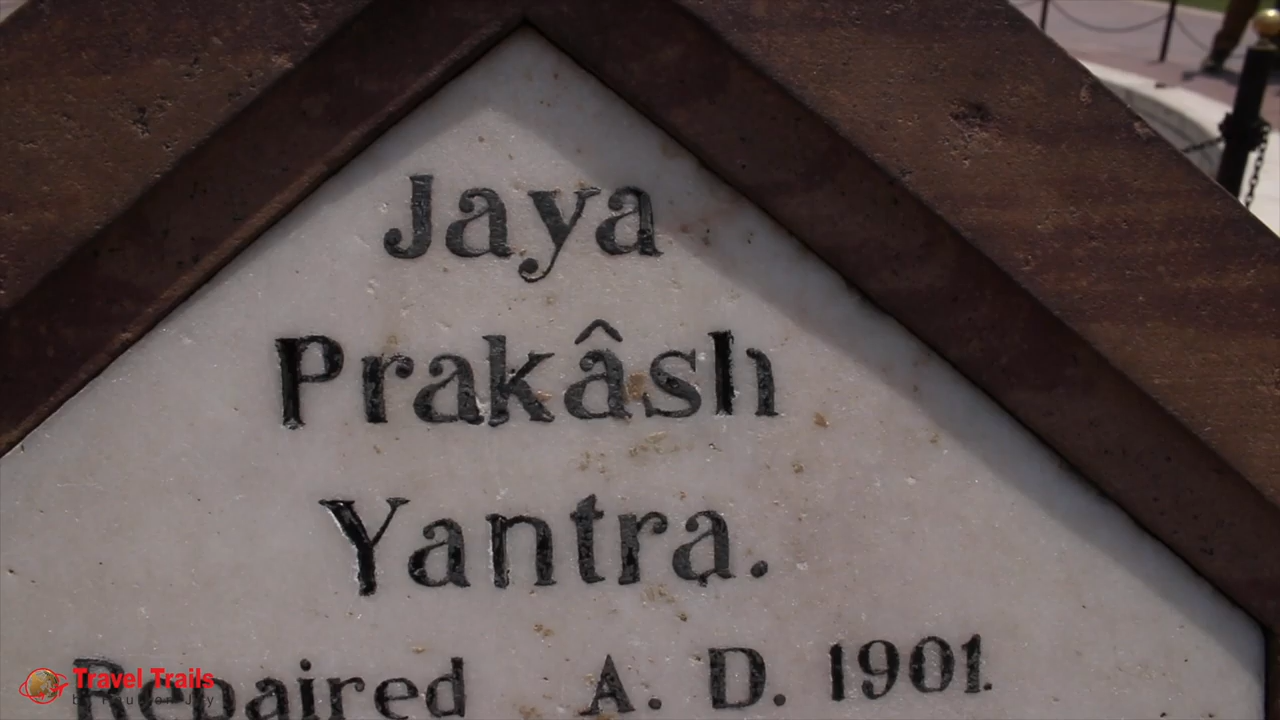 Jaya
Prakâsh
Yantra.
Repaired A. D. 1901.
Travel Trails